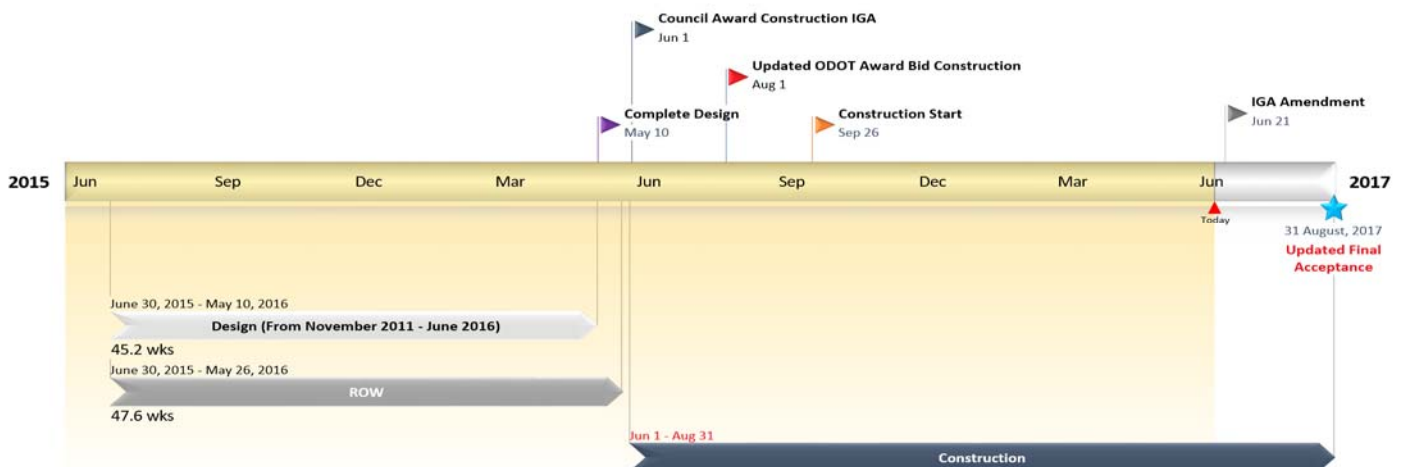 Council Award Construction IGA
Jun 1
Updated ODOT Award Bid Construction
Aug 1
Complete Design
May 10
Construction Start
Sep 26
IGA Amendment
Jun 21
2015 Jun Sep Dec Mar Jun Sep Dec Mar Jun 2017
Today
31 August, 2017
Updated Final
Acceptance
June 30, 2015 - May 10, 2016
Design (From November 2011 - June 2016)
45.2 wks
June 30, 2015 - May 26, 2016
ROW
47.6 wks
Jun 1 - Aug 31
Construction